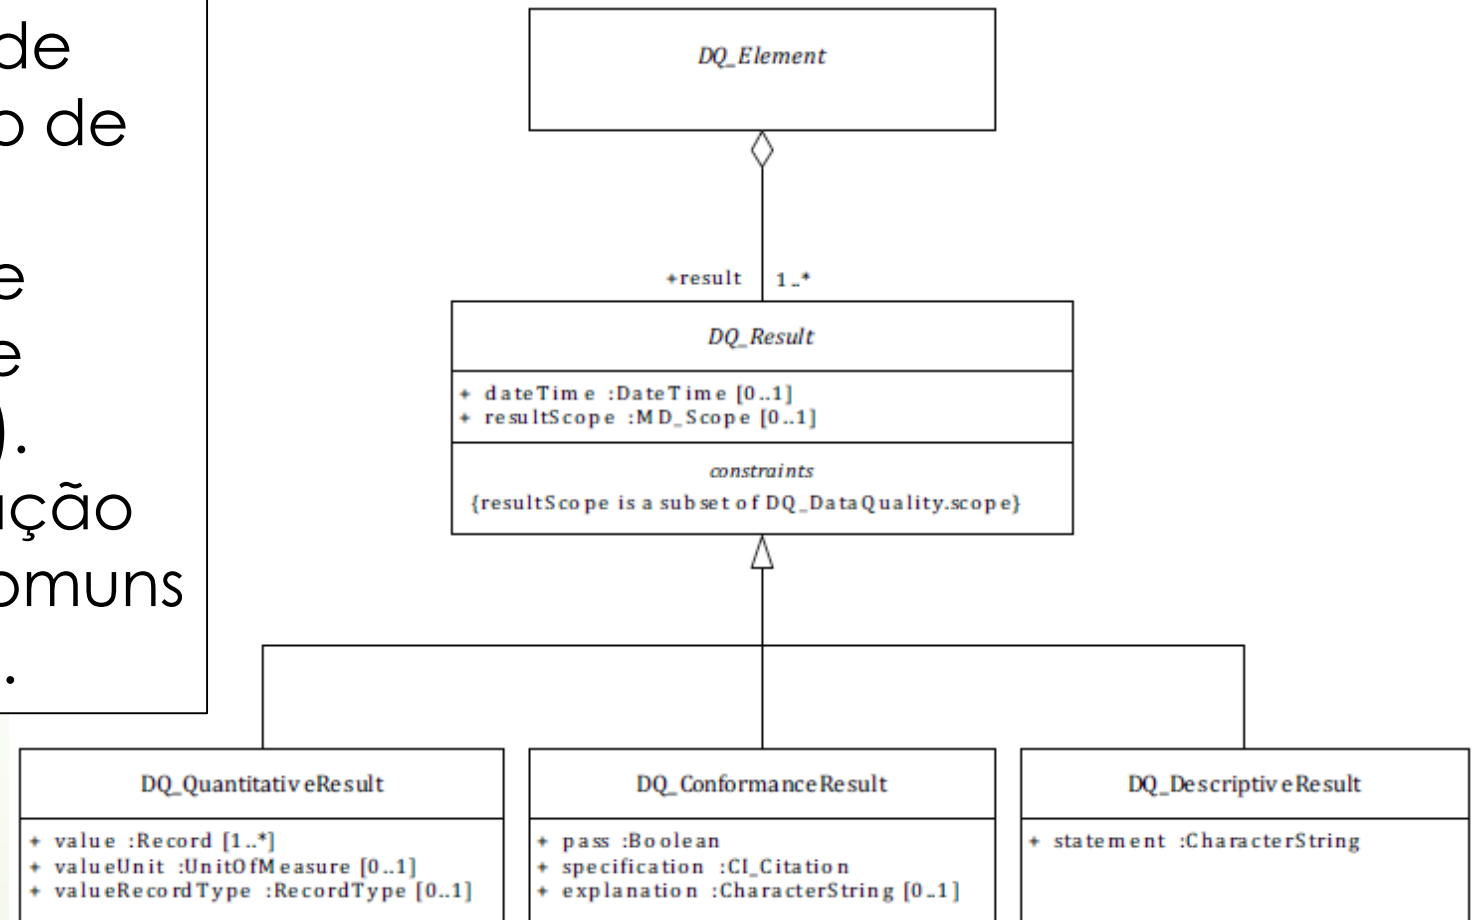 de
o de
e
e
).
ação
omuns
.
DQ_Element
+result 1..*
DQ_Result
+ dateTime :DateTime [0..1]
+ resultScope :MD_Scope [0..1]
constraints
{resultScope is a subset of DQ_DataQuality.scope}
DQ_QuantitativeResult
+ value :Record [1..*]
+ valueUnit :UnitOfMeasure [0..1]
+ valueRecordType :RecordType [0..1]
DQ_ConformanceResult
+ pass :Boolean
+ specification :CI_Citation
+ explanation :CharacterString [0..1]
DQ_DescriptiveResult
+ statement :CharacterString